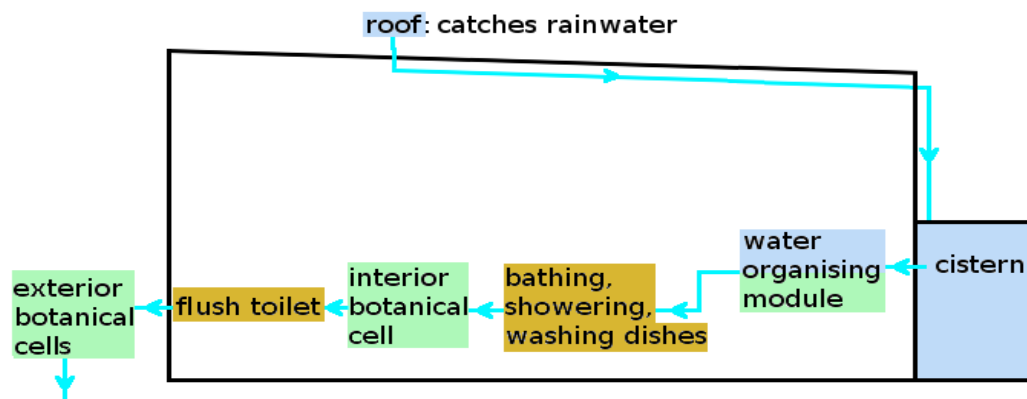 roof: catches rainwater
water
organising
module
cistern
interior
botanical
cell
bathing,
showering,
washing dishes
exterior
botanical
cells
flush toilet